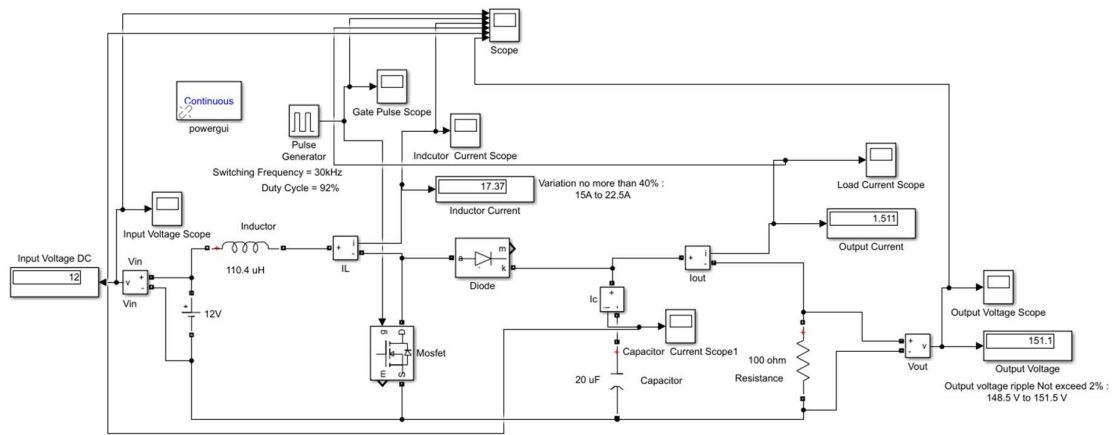 Scope
Continuous
powergui
Gate Pulse Scope
Pulse
Generator
Switching Frequency = 30kHz
Duty Cycle = 92%
Indcutor Current Scope
17.37
Inductor Current
Variation no more than 40% :
15A to 22.5A
Load Current Scope
1.511
Output Current
Input Voltage Scope
Input Voltage DC
12
Vin
v
+
-
Vin
12V
+
Inductor
+
110.4 uH
+
i
-
IL
a
m
k
Diode
g
D
m
S
Mosfet
Ic
+
i
-
Capacitor Current Scope1
+
20 uF
Capacitor
+
i
-
Iout
+
100 ohm
Resistance
+
-
v
Vout
Output Voltage Scope
151.1
Output Voltage
Output voltage ripple Not exceed 2% :
148.5 V to 151.5 V